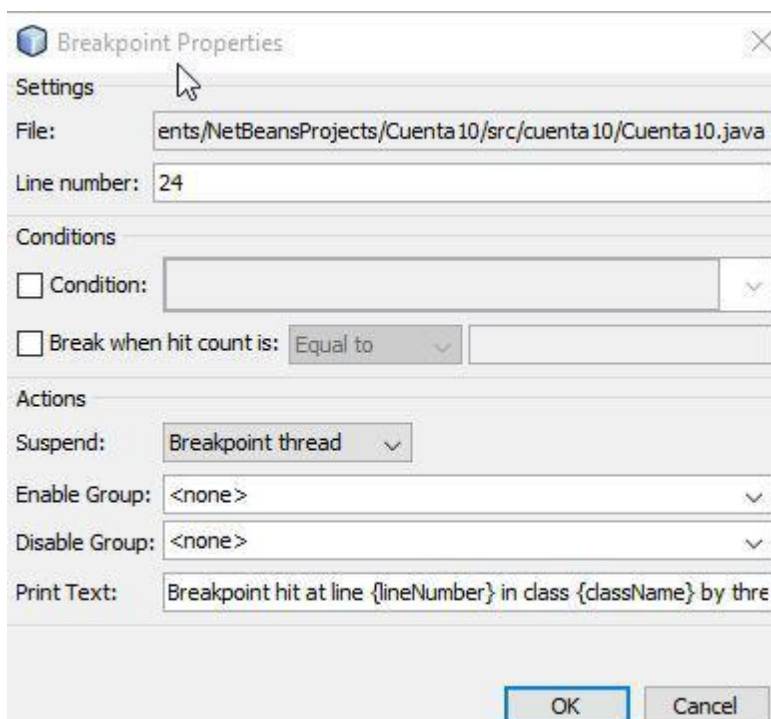 Breakpoint Properties
Settings
File: ents/NetBeansProjects/Cuenta10/src/cuenta10/Cuenta10.java
Line number: 24
Conditions
Condition:
Break when hit count is: Equal to
Actions
Suspend: Breakpoint thread
Enable Group: <none>
Disable Group: <none>
Print Text: Breakpoint hit at line {lineNumber} in class {className} by thre
OK Cancel